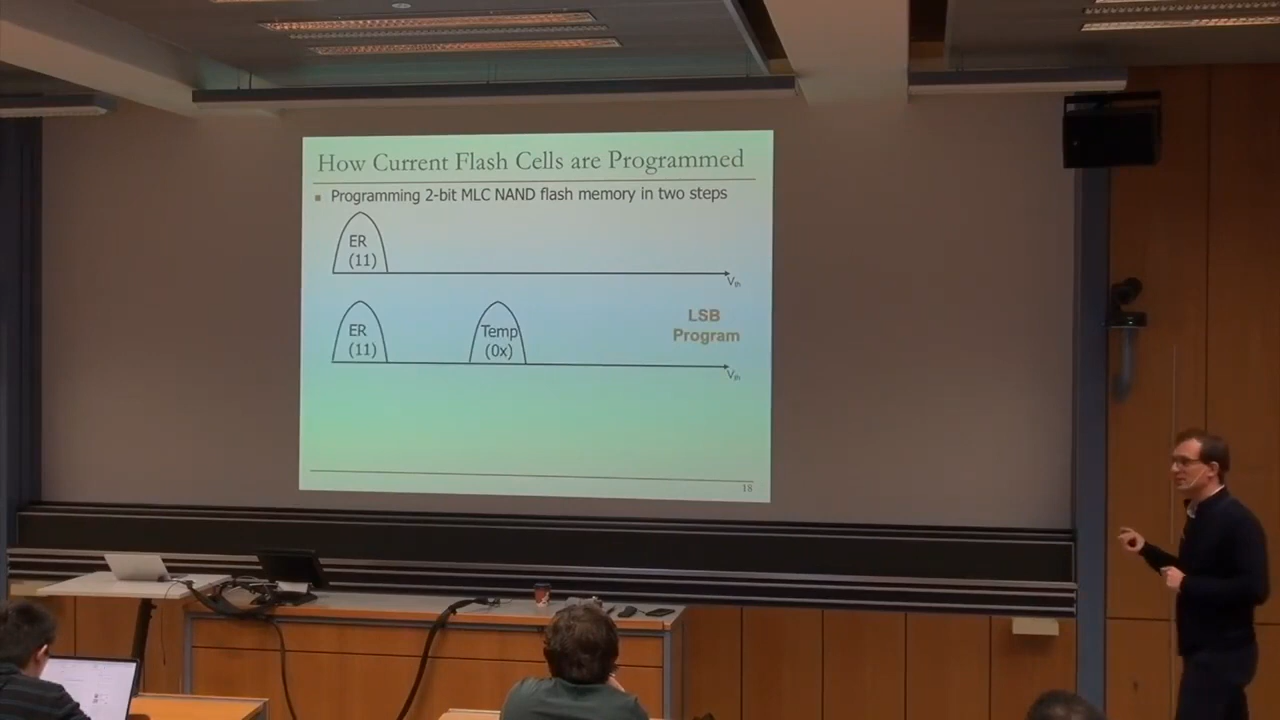 How Current Flash Cells are Programmed
Programming 2-bit MLC NAND flash memory in two steps
ER
(11)
Vth
ER
(11)
Temp
(0x)
LSB
Program
Vth
18